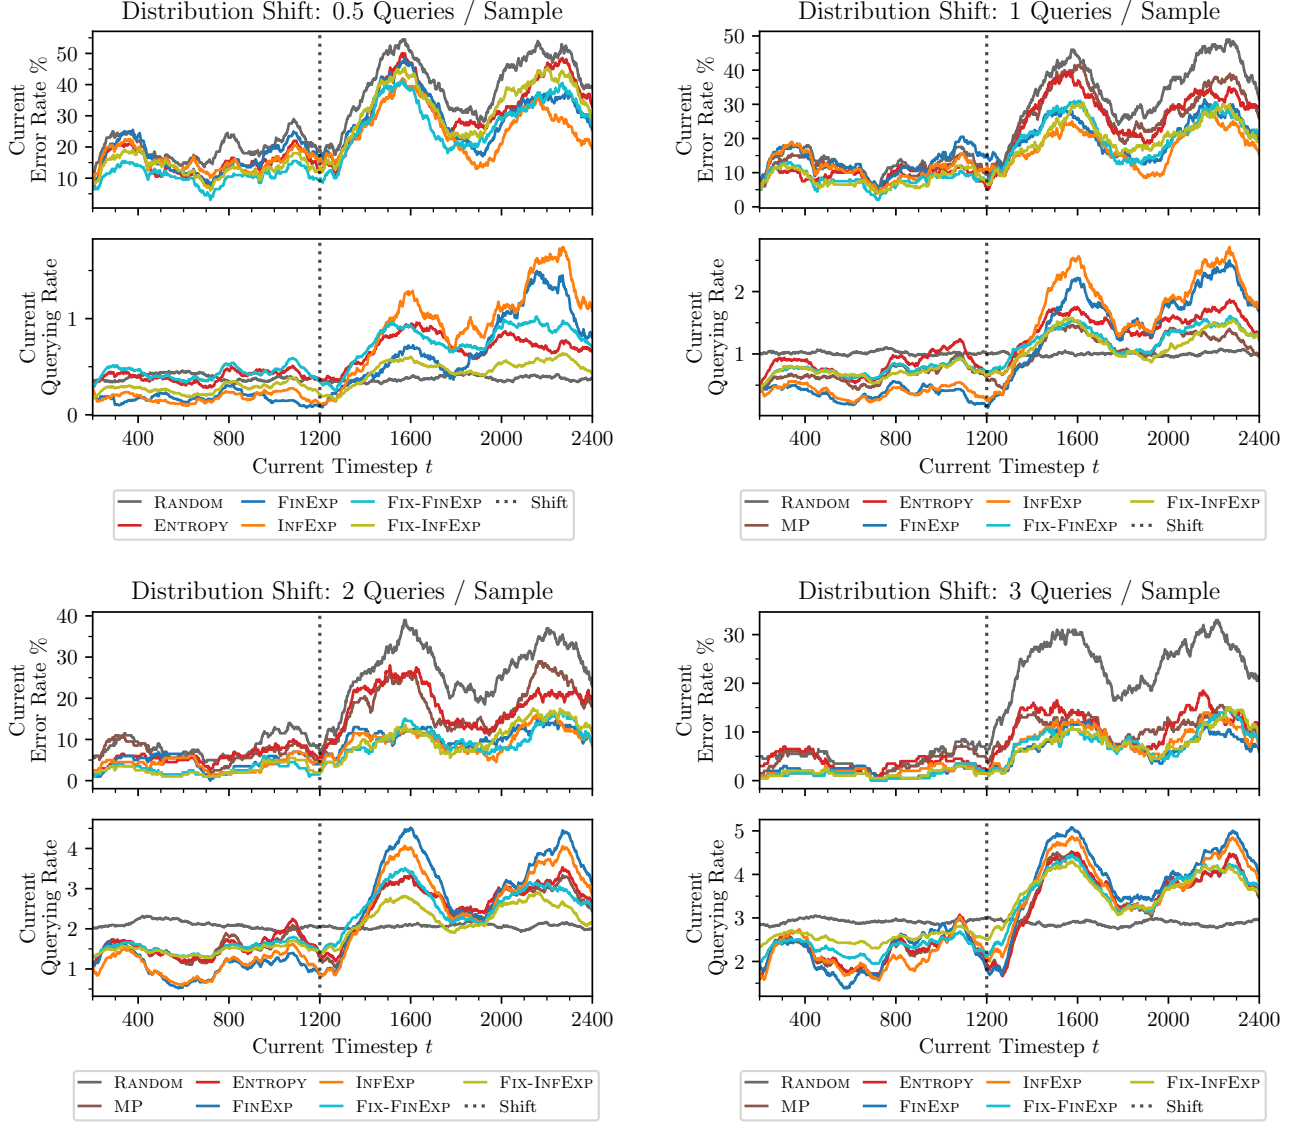 Distribution Shift: 0.5 Queries / Sample
Current
Error Rate %
50
40
30
20
10
Current
Querying Rate
1
0
400 800 1200 1600 2000 2400
Current Timestep t
RANDOM FINEXP FIX-FINEXP Shift
ENTROPY INFEXP FIX-INFEXP
Distribution Shift: 1 Queries / Sample
Current
Error Rate %
50
40
30
20
10
0
Current
Querying Rate
2
1
400 800 1200 1600 2000 2400
Current Timestep t
RANDOM ENTROPY INFEXP FIX-INFEXP
MP FINEXP FIX-FINEXP Shift
Distribution Shift: 2 Queries / Sample
Current
Error Rate %
40
30
20
10
0
Current
Querying Rate
4
3
2
1
400 800 1200 1600 2000 2400
Current Timestep t
RANDOM ENTROPY INFEXP FIX-INFEXP
MP FINEXP FIX-FINEXP Shift
Distribution Shift: 3 Queries / Sample
Current
Error Rate %
30
20
10
0
Current
Querying Rate
5
4
3
2
400 800 1200 1600 2000 2400
Current Timestep t
RANDOM ENTROPY INFEXP FIX-INFEXP
MP FINEXP FIX-FINEXP Shift